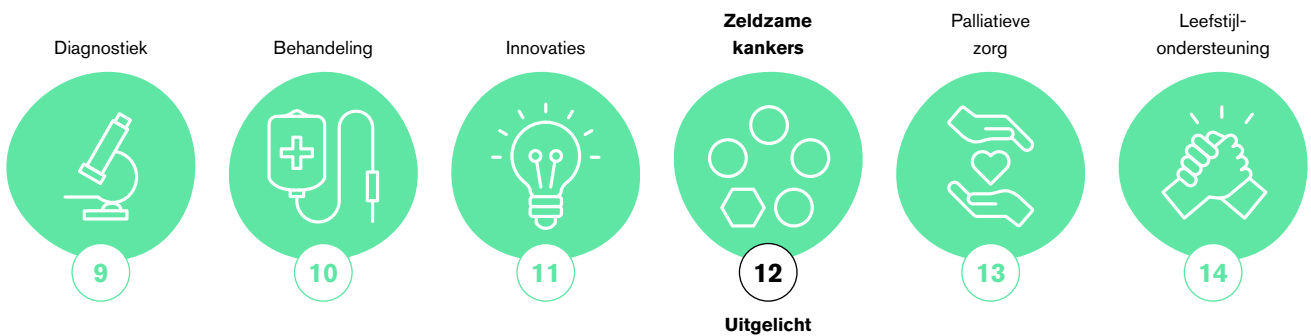 Diagnostiek
9
Behandeling
10
Innovaties
11
Zeldzame
kankers
12
Uitgelicht
Palliatieve
zorg
13
Leefstijl-
ondersteuning
14